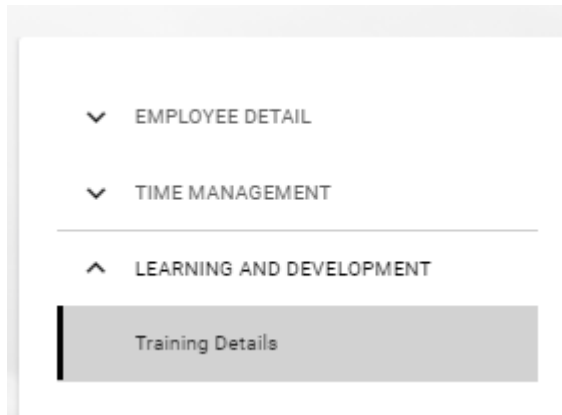 EMPLOYEE DETAIL
TIME MANAGEMENT
LEARNING AND DEVELOPMENT
Training Details